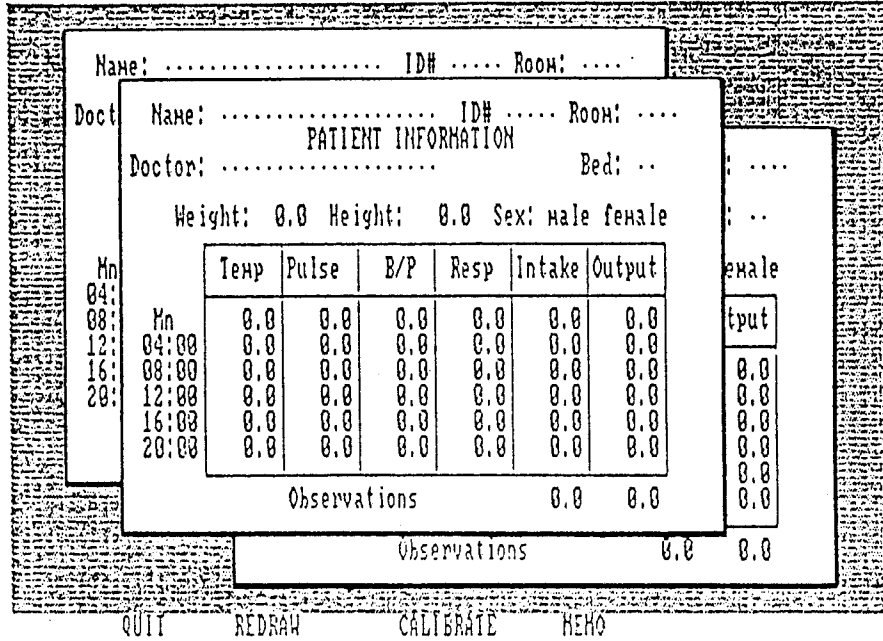 Name: .................... ID# ..... Room: ....
Doct
Name: .................... ID# ..... Room: ....
PATIENT INFORMATION
Doctor: .................... Bed: ..
Weight: 0.0 Height: 0.0 Sex: male female
Temp Pulse B/P Resp Intake Output
Mn 0.0 0.0 0.0 0.0 0.0 0.0
04:00 0.0 0.0 0.0 0.0 0.0 0.0
08:00 0.0 0.0 0.0 0.0 0.0 0.0
12:00 0.0 0.0 0.0 0.0 0.0 0.0
16:00 0.0 0.0 0.0 0.0 0.0 0.0
20:00 0.0 0.0 0.0 0.0 0.0 0.0
Observations 0.0 0.0
Mn
04:
08:
12:
16:
20:
: ....
: ..
emale
tput
0.0
0.0
0.0
0.0
0.0
0.0
Observations 0.0 0.0
QUIT REDRAW CALIBRATE MEMO